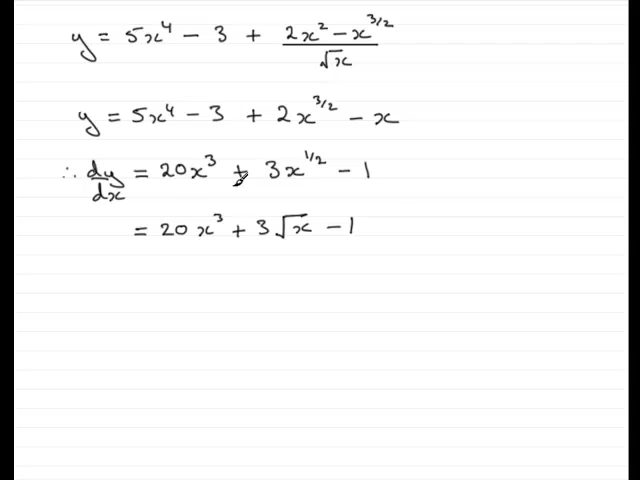 y = 5x⁴ − 3 + (2x² − x^(3/2))/√x
y = 5x⁴ − 3 + 2x^(3/2) − x
∴ dy/dx = 20x³ + 3x^(1/2) − 1
= 20x³ + 3√x − 1